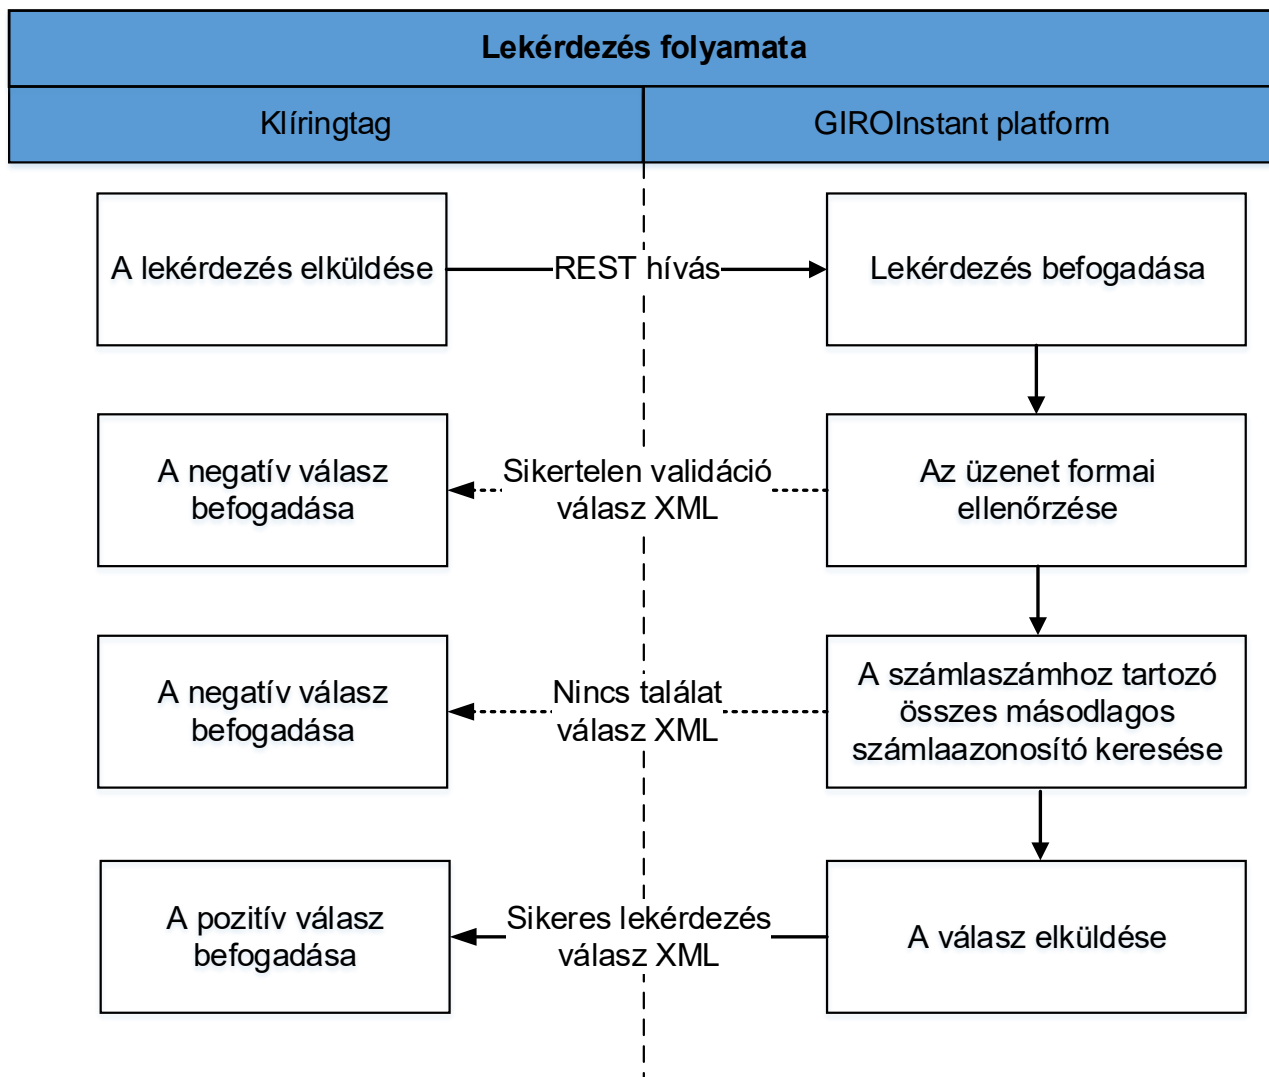 Lekérdezés folyamata
Klíringtag
GIROInstant platform
A lekérdezés elküldése
REST hívás
Lekérdezés befogadása
A negatív válasz
befogadása
Sikertelen validáció
válasz XML
Az üzenet formai
ellenőrzése
A negatív válasz
befogadása
Nincs találat
válasz XML
A számlaszámhoz tartozó
összes másodlagos
számlaazonosító keresése
A pozitív válasz
befogadása
Sikeres lekérdezés
válasz XML
A válasz elküldése